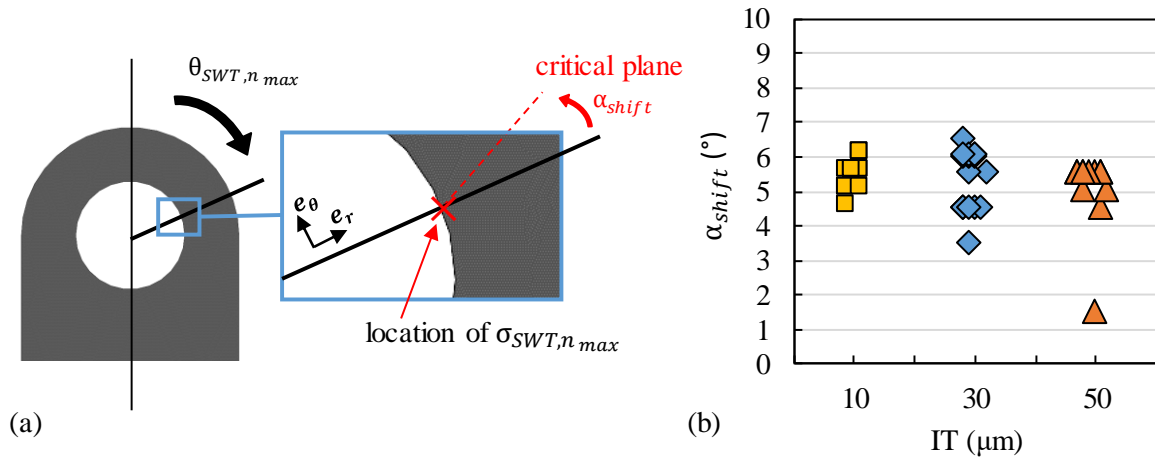 θSWT,n max
critical plane
αshift
eθ
er
location of σSWT,n max
(a)
αshift (°)
10
9
8
7
6
5
4
3
2
1
0
10
30
50
IT (μm)
(b)